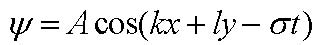 ψ = A cos(kx + ly − σt)